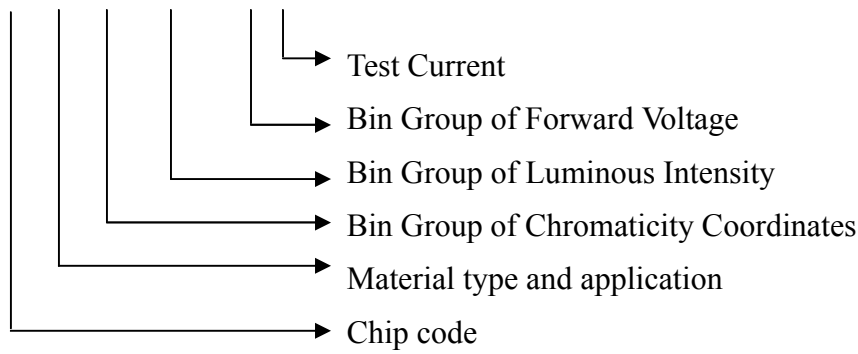 Test Current
Bin Group of Forward Voltage
Bin Group of Luminous Intensity
Bin Group of Chromaticity Coordinates
Material type and application
Chip code